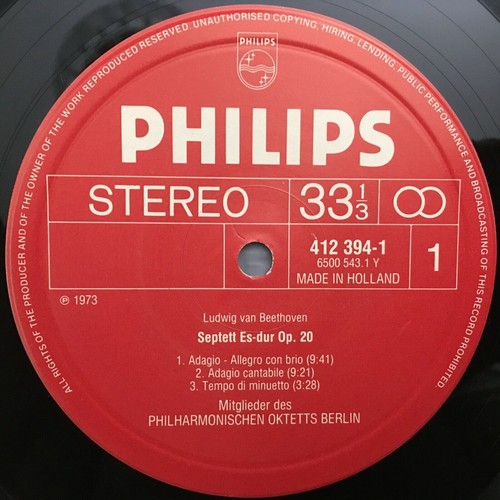 ALL RIGHTS OF THE PRODUCER AND OF THE OWNER OF THE WORK REPRODUCED RESERVED. UNAUTHORISED COPYING, HIRING, LENDING, PUBLIC PERFORMANCE AND BROADCASTING OF THIS RECORD PROHIBITED
PHILIPS
PHILIPS
STEREO 33 1/3
412 394-1
6500 543.1 Y
MADE IN HOLLAND
1
℗ 1973
Ludwig van Beethoven
Septett Es-dur Op. 20
1. Adagio - Allegro con brio (9:41)
2. Adagio cantabile (9:21)
3. Tempo di minuetto (3:28)
Mitglieder des
PHILHARMONISCHEN OKTETTS BERLIN